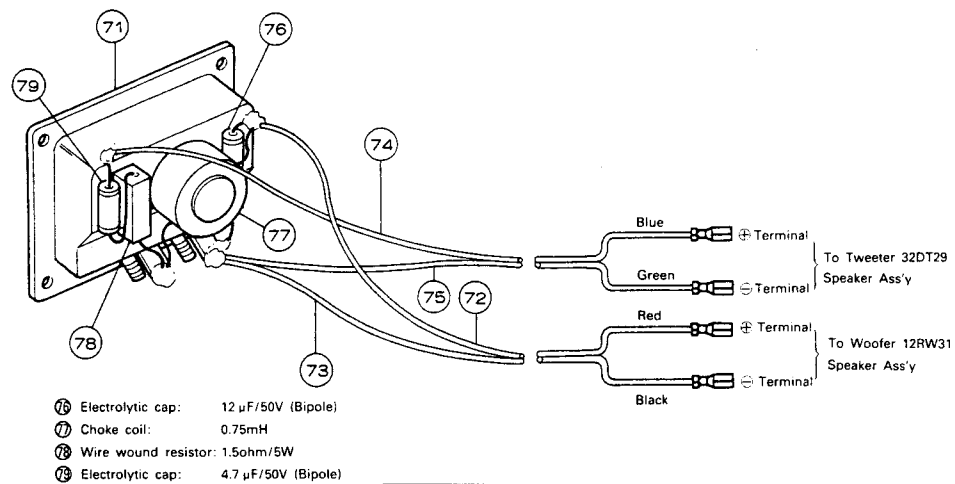 71
76
79
74
Blue
⊕ Terminal
To Tweeter 32DT29
Speaker Ass'y
77
Green
⊖ Terminal
75
72
Red
⊕ Terminal
To Woofer 12RW31
Speaker Ass'y
78
73
⊖ Terminal
Black
76 Electrolytic cap: 12 µF/50V (Bipole)
77 Choke coil: 0.75mH
78 Wire wound resistor: 1.5ohm/5W
79 Electrolytic cap: 4.7 µF/50V (Bipole)